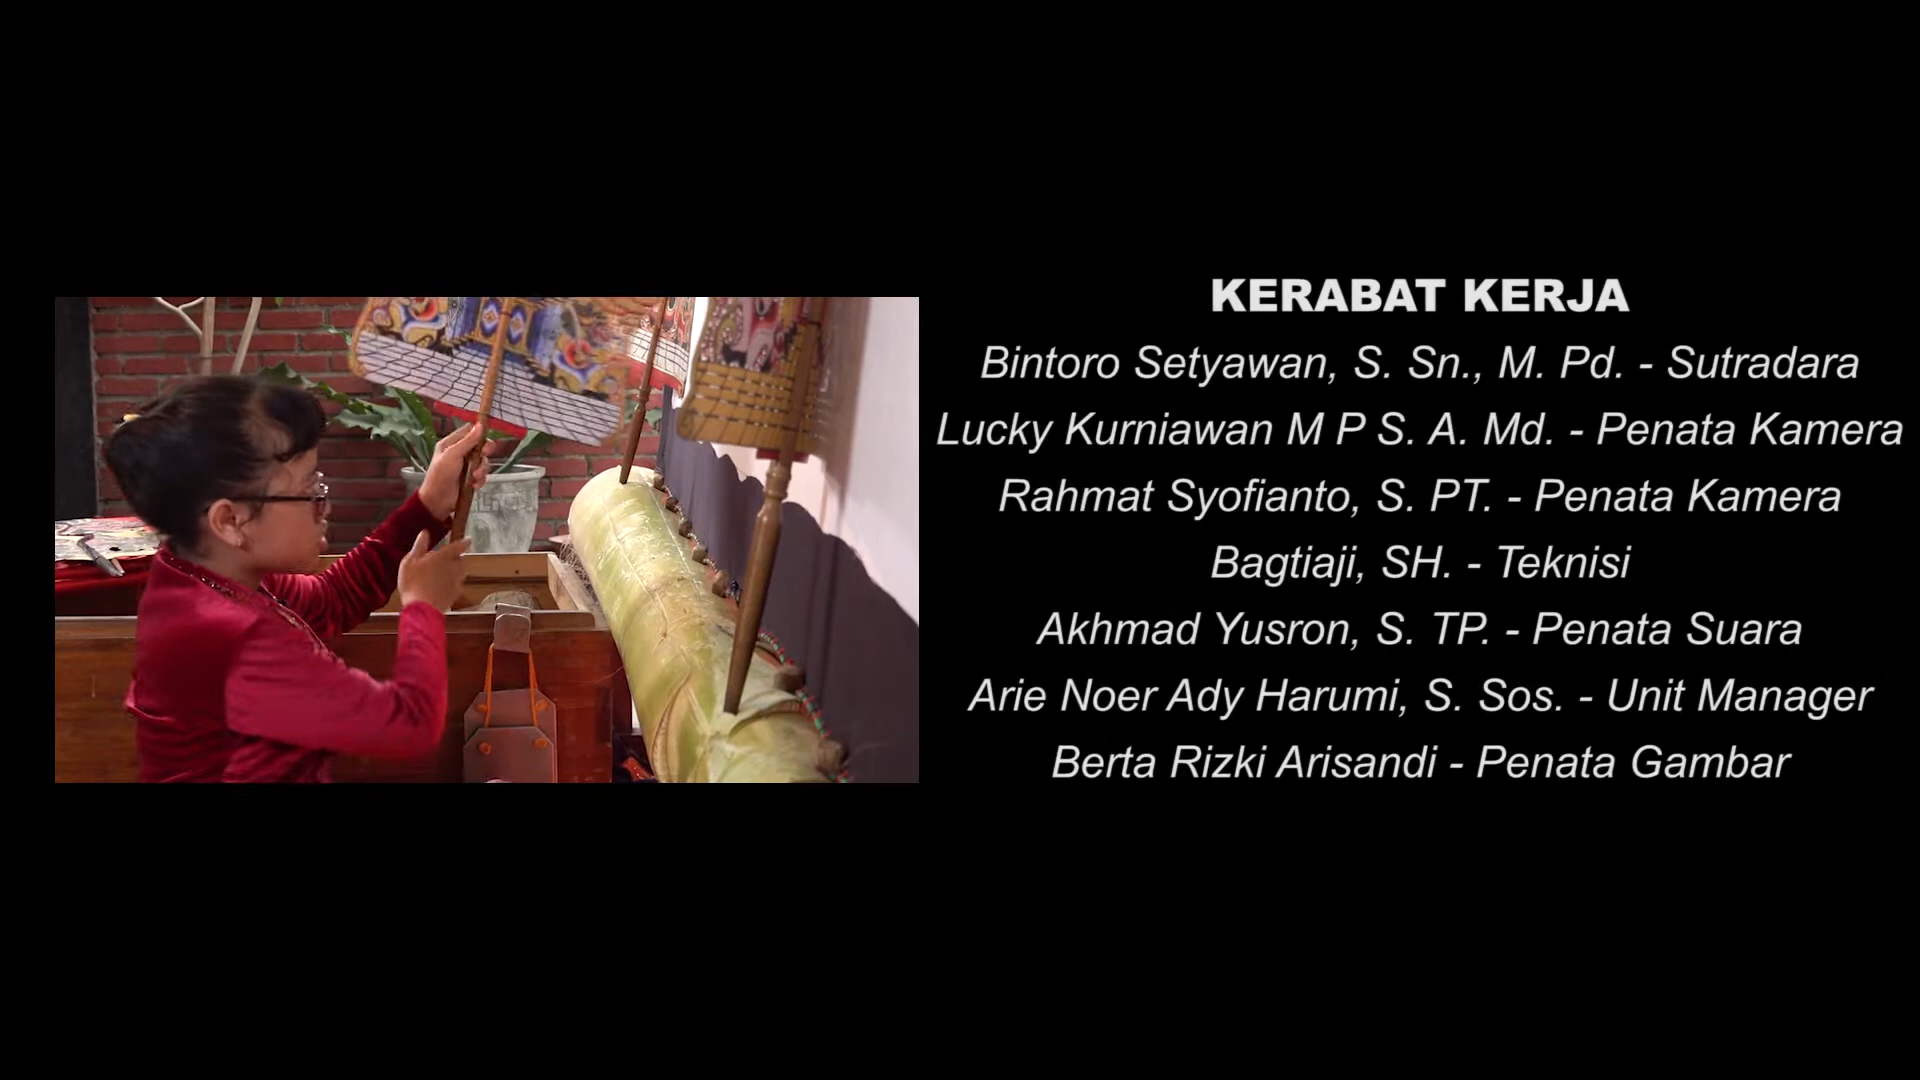 KERABAT KERJA
Bintoro Setyawan, S. Sn., M. Pd. - Sutradara
Lucky Kurniawan M P S. A. Md. - Penata Kamera
Rahmat Syofianto, S. PT. - Penata Kamera
Bagtiaji, SH. - Teknisi
Akhmad Yusron, S. TP. - Penata Suara
Arie Noer Ady Harumi, S. Sos. - Unit Manager
Berta Rizki Arisandi - Penata Gambar